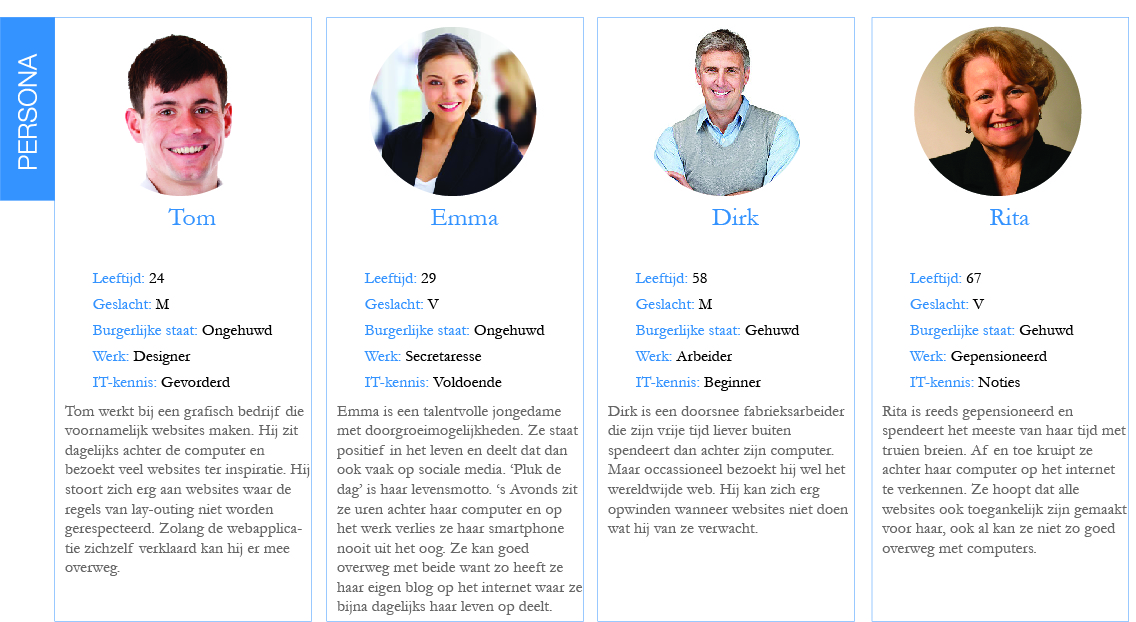 PERSONA
Tom
Leeftijd: 24
Geslacht: M
Burgerlijke staat: Ongehuwd
Werk: Designer
IT-kennis: Gevorderd
Tom werkt bij een grafisch bedrijf die
voornamelijk websites maken. Hij zit
dagelijks achter de computer en
bezoekt veel websites ter inspiratie. Hij
stoort zich erg aan websites waar de
regels van lay-outing niet worden
gerespecteerd. Zolang de webapplica-
tie zichzelf verklaard kan hij er mee
overweg.
Emma
Leeftijd: 29
Geslacht: V
Burgerlijke staat: Ongehuwd
Werk: Secretaresse
IT-kennis: Voldoende
Emma is een talentvolle jongedame
met doorgroeimogelijkheden. Ze staat
positief in het leven en deelt dat dan
ook vaak op sociale media. ‘Pluk de
dag’ is haar levensmotto. ‘s Avonds zit
ze uren achter haar computer en op
het werk verlies ze haar smartphone
nooit uit het oog. Ze kan goed
overweg met beide want zo heeft ze
haar eigen blog op het internet waar ze
bijna dagelijks haar leven op deelt.
Dirk
Leeftijd: 58
Geslacht: M
Burgerlijke staat: Gehuwd
Werk: Arbeider
IT-kennis: Beginner
Dirk is een doorsnee fabrieksarbeider
die zijn vrije tijd liever buiten
spendeert dan achter zijn computer.
Maar occassioneel bezoekt hij wel het
wereldwijde web. Hij kan zich erg
opwinden wanneer websites niet doen
wat hij van ze verwacht.
Rita
Leeftijd: 67
Geslacht: V
Burgerlijke staat: Gehuwd
Werk: Gepensioneerd
IT-kennis: Noties
Rita is reeds gepensioneerd en
spendeert het meeste van haar tijd met
truien breien. Af en toe kruipt ze
achter haar computer op het internet
te verkennen. Ze hoopt dat alle
websites ook toegankelijk zijn gemaakt
voor haar, ook al kan ze niet zo goed
overweg met computers.